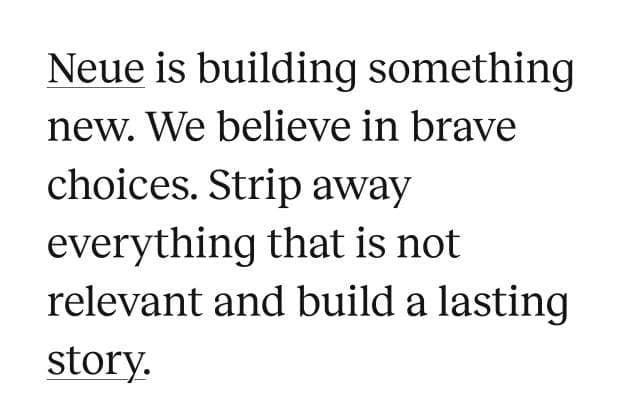 Neue is building something
new. We believe in brave
choices. Strip away
everything that is not
relevant and build a lasting
story.